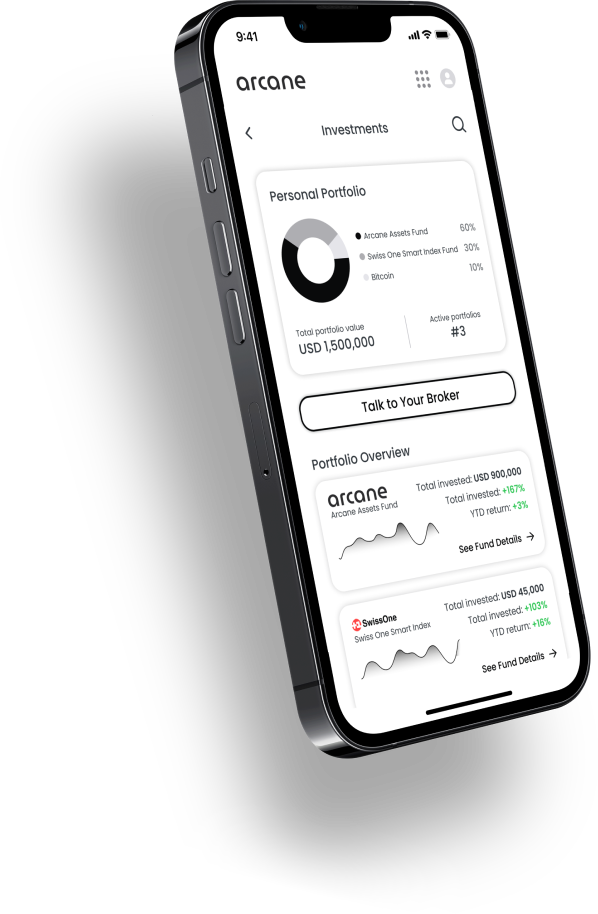 9:41
arcane
Investments
Personal Portfolio
Arcane Assets Fund 60%
Swiss One Smart Index Fund 30%
Bitcoin 10%
Total portfolio value
USD 1,500,000
Active portfolios
#3
Talk to Your Broker
Portfolio Overview
arcane
Arcane Assets Fund
Total invested: USD 900,000
Total invested: +167%
YTD return: +3%
See Fund Details →
SwissOne
Swiss One Smart Index
Total invested: USD 45,000
Total invested: +103%
YTD return: +16%
See Fund Details →